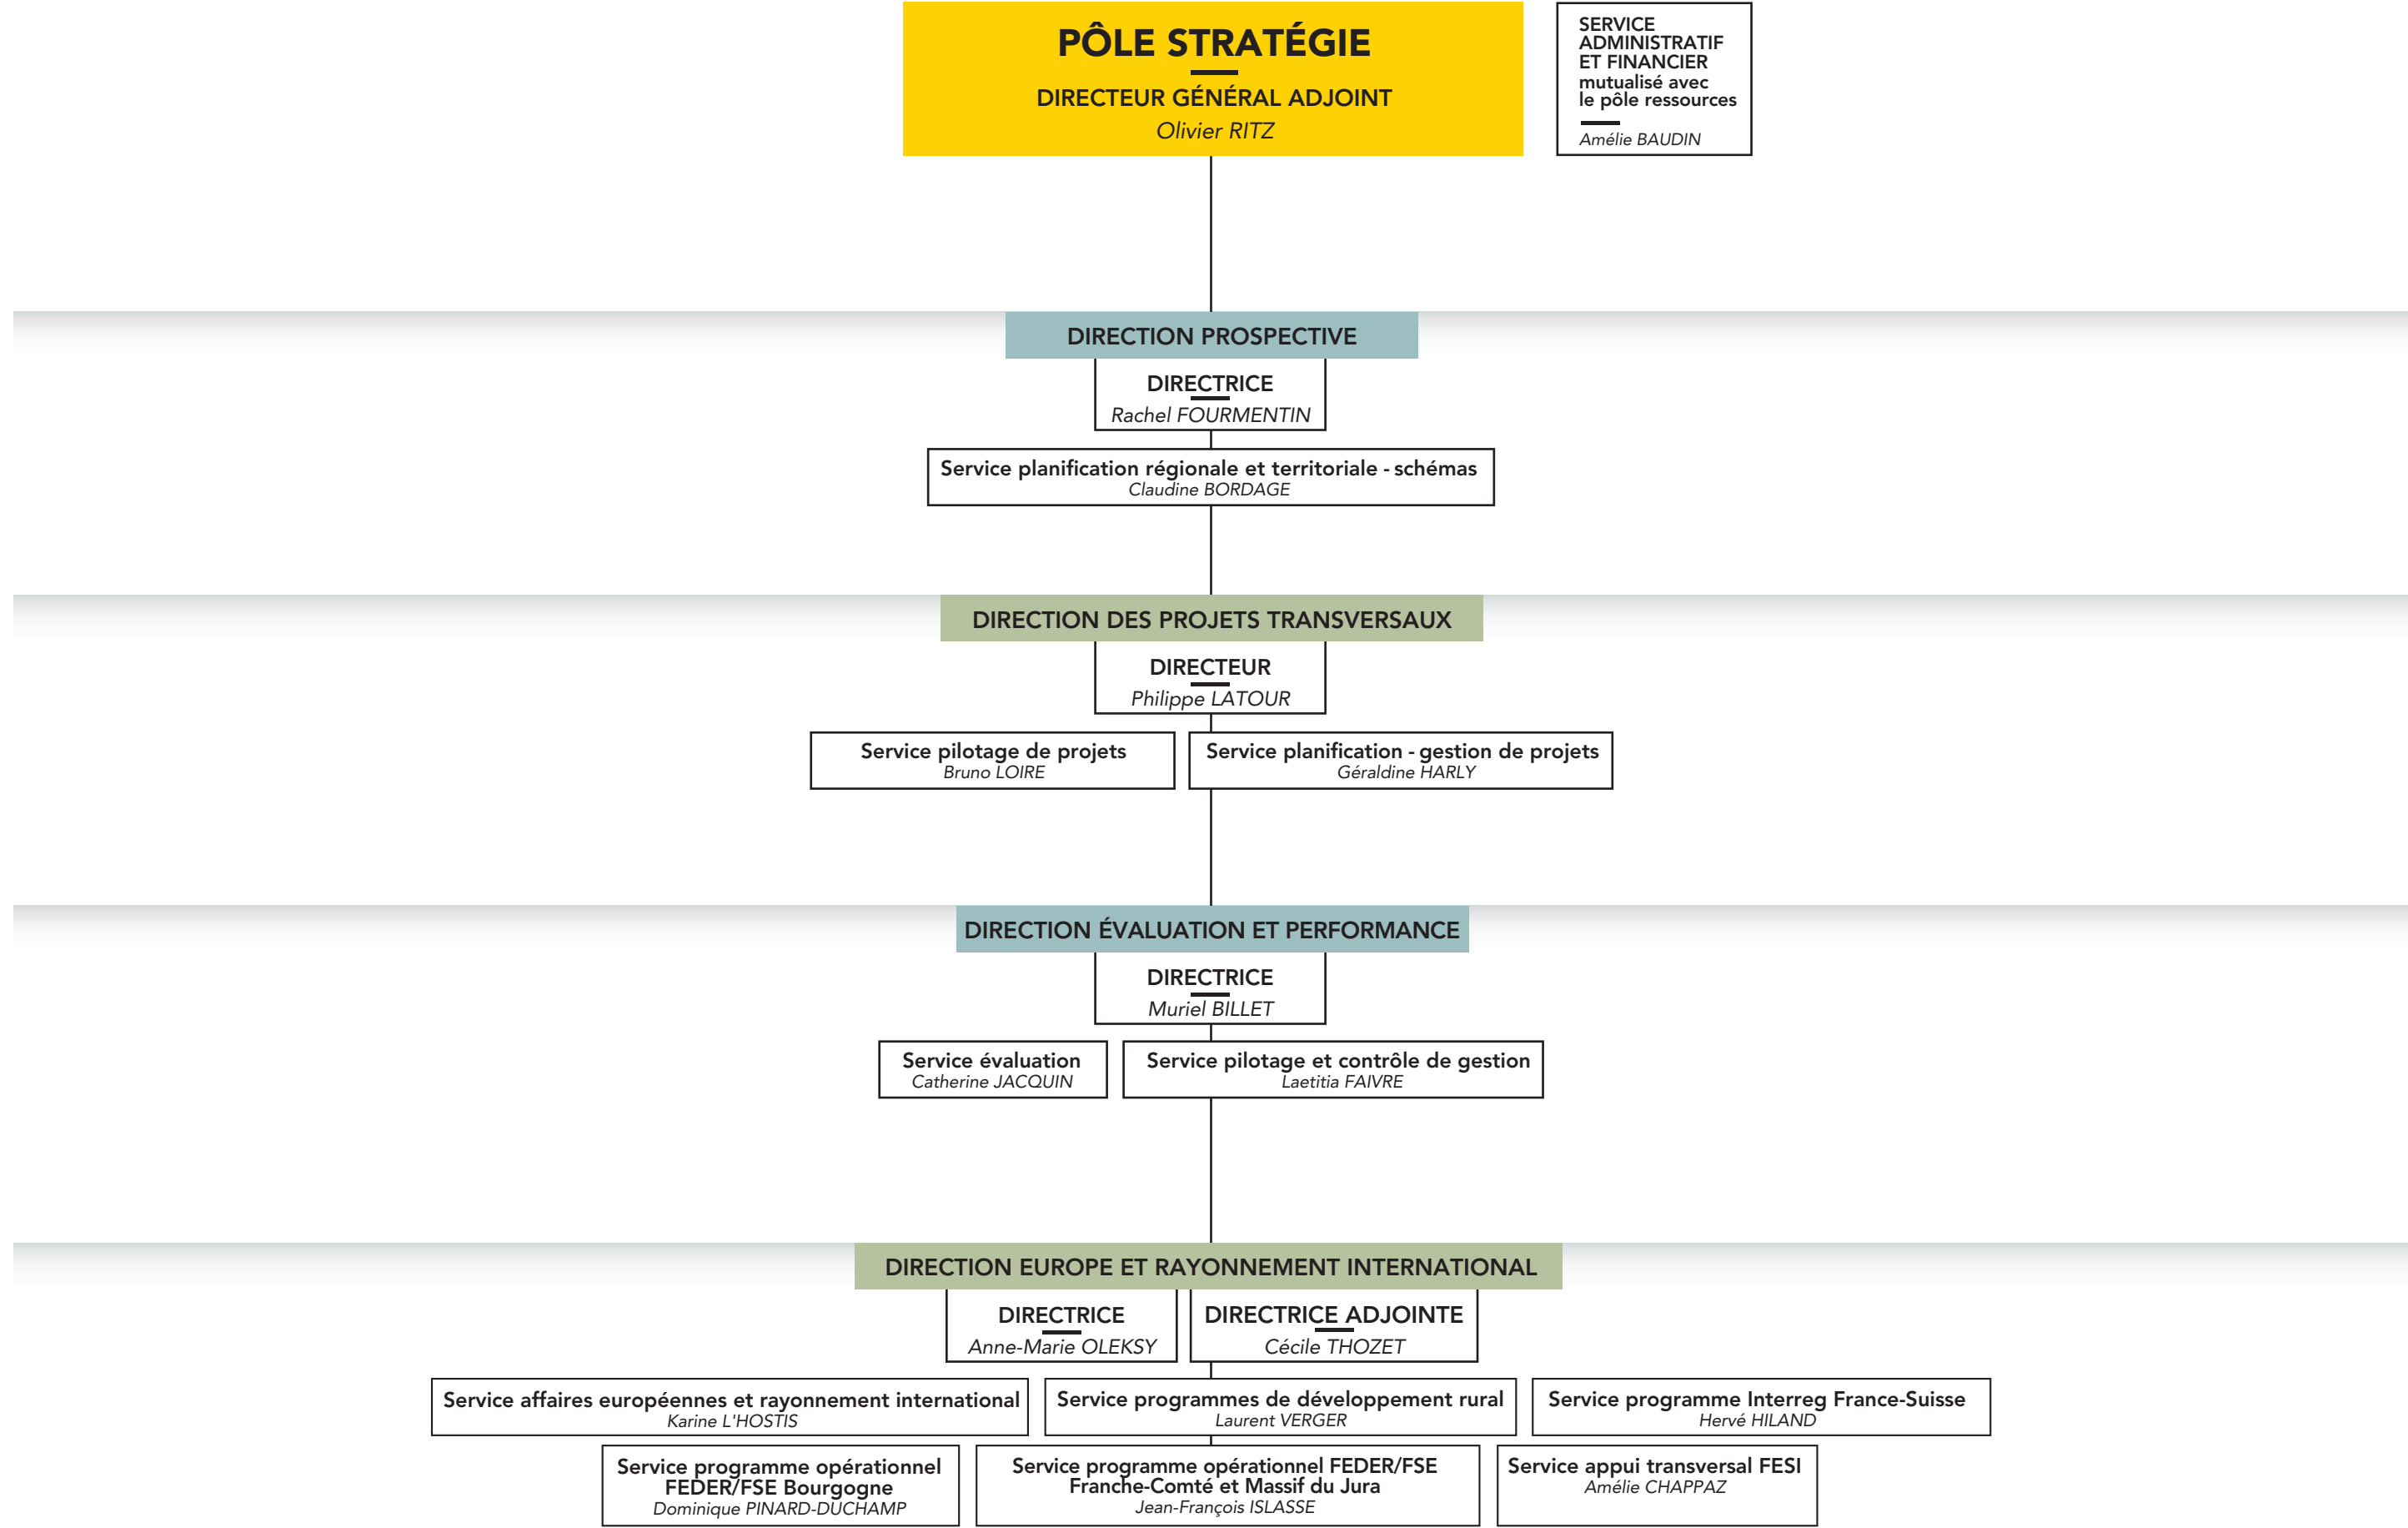 PÔLE STRATÉGIE
DIRECTEUR GÉNÉRAL ADJOINT
Olivier RITZ
SERVICE
ADMINISTRATIF
ET FINANCIER
mutualisé avec
le pôle ressources
Amélie BAUDIN
DIRECTION PROSPECTIVE
DIRECTRICE
Rachel FOURMENTIN
Service planification régionale et territoriale - schémas
Claudine BORDAGE
DIRECTION DES PROJETS TRANSVERSAUX
DIRECTEUR
Philippe LATOUR
Service pilotage de projets
Bruno LOIRE
Service planification - gestion de projets
Géraldine HARLY
DIRECTION ÉVALUATION ET PERFORMANCE
DIRECTRICE
Muriel BILLET
Service évaluation
Catherine JACQUIN
Service pilotage et contrôle de gestion
Laetitia FAIVRE
DIRECTION EUROPE ET RAYONNEMENT INTERNATIONAL
DIRECTRICE
Anne-Marie OLEKSY
DIRECTRICE ADJOINTE
Cécile THOZET
Service affaires européennes et rayonnement international
Karine L'HOSTIS
Service programmes de développement rural
Laurent VERGER
Service programme Interreg France-Suisse
Hervé HILAND
Service programme opérationnel
FEDER/FSE Bourgogne
Dominique PINARD-DUCHAMP
Service programme opérationnel FEDER/FSE
Franche-Comté et Massif du Jura
Jean-François ISLASSE
Service appui transversal FESI
Amélie CHAPPAZ